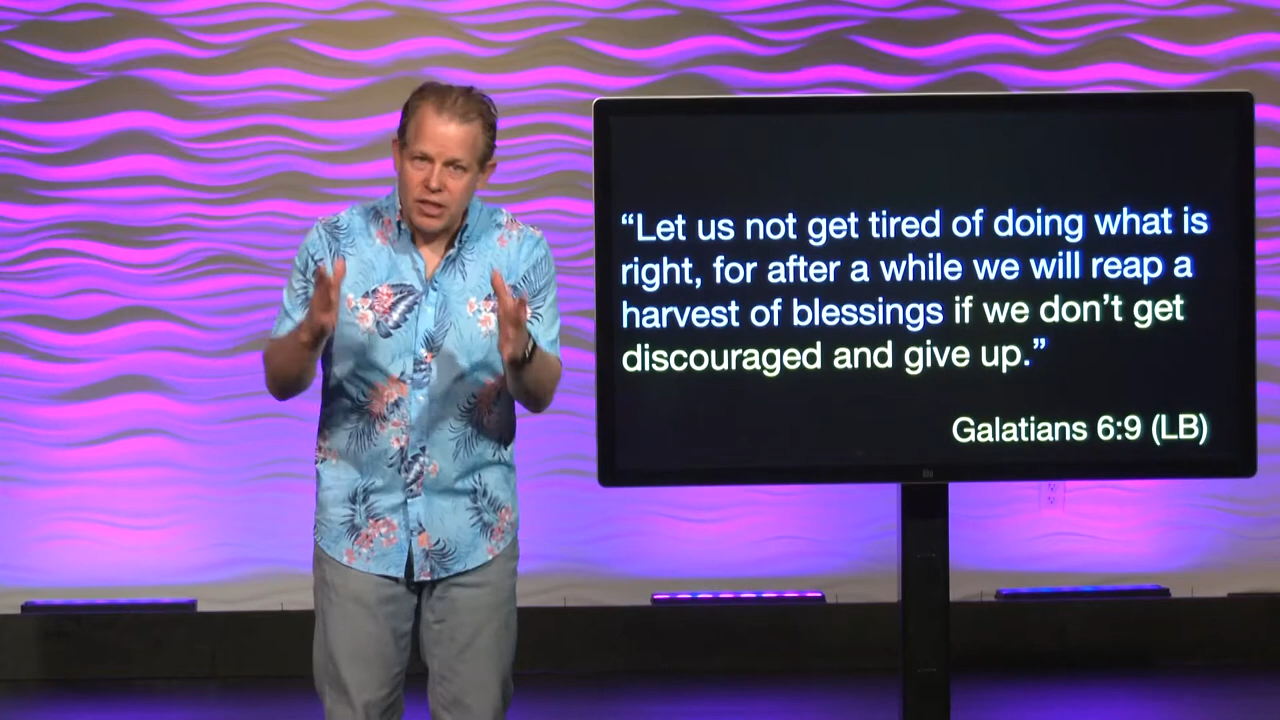 “Let us not get tired of doing what is
right, for after a while we will reap a
harvest of blessings if we don’t get
discouraged and give up.”
Galatians 6:9 (LB)